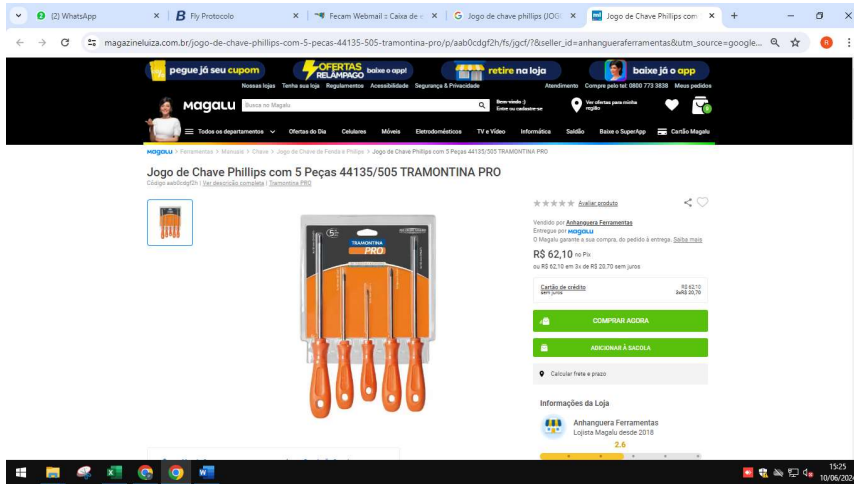 (2) WhatsApp
Fly Protocolo
Fecam Webmail :: Caixa de e
Jogo de chave phillips (JOG
Jogo de Chave Phillips com
magazineluiza.com.br/jogo-de-chave-phillips-com-5-pecas-44135-505-tramontina-pro/p/aab0cdgf2h/fs/jgcf/?&seller_id=anhangueraferramentas&utm_source=google...
R
pegue já seu cupom
OFERTAS RELÂMPAGO baixe o app!
retire na loja
baixe já o app
Nossas lojas Tenha sua loja Regulamentos Acessibilidade Segurança & Privacidade Atendimento Compre pelo tel: 0800 773 3838 Meus pedidos
Magalu
Busca no Magalu
Bem-vindo :)
Entre ou cadastre-se
Ver ofertas para minha região
0
Todos os departamentos Ofertas do Dia Celulares Móveis Eletrodomésticos TV e Vídeo Informática Saldão Baixe o SuperApp Cartão Magalu
Magalu > Ferramentas > Manuais > Chave > Jogo de Chave de Fenda e Philips > Jogo de Chave Phillips com 5 Peças 44135/505 TRAMONTINA PRO
Jogo de Chave Phillips com 5 Peças 44135/505 TRAMONTINA PRO
Código aab0cdgf2h | Ver descrição completa | Tramontina PRO
Avaliar produto
Vendido por Anhanguera Ferramentas
Entregue por Magalu
O Magalu garante a sua compra, do pedido à entrega. Saiba mais
R$ 62,10 no Pix
ou R$ 62,10 em 3x de R$ 20,70 sem juros
Cartão de crédito R$ 62,10
sem juros 3x R$ 20,70
COMPRAR AGORA
ADICIONAR À SACOLA
Calcular frete e prazo
Informações da Loja
Anhanguera Ferramentas
Lojista Magalu desde 2018
2.6
5
TRAMONTINA
PRO
15:25
10/06/2024